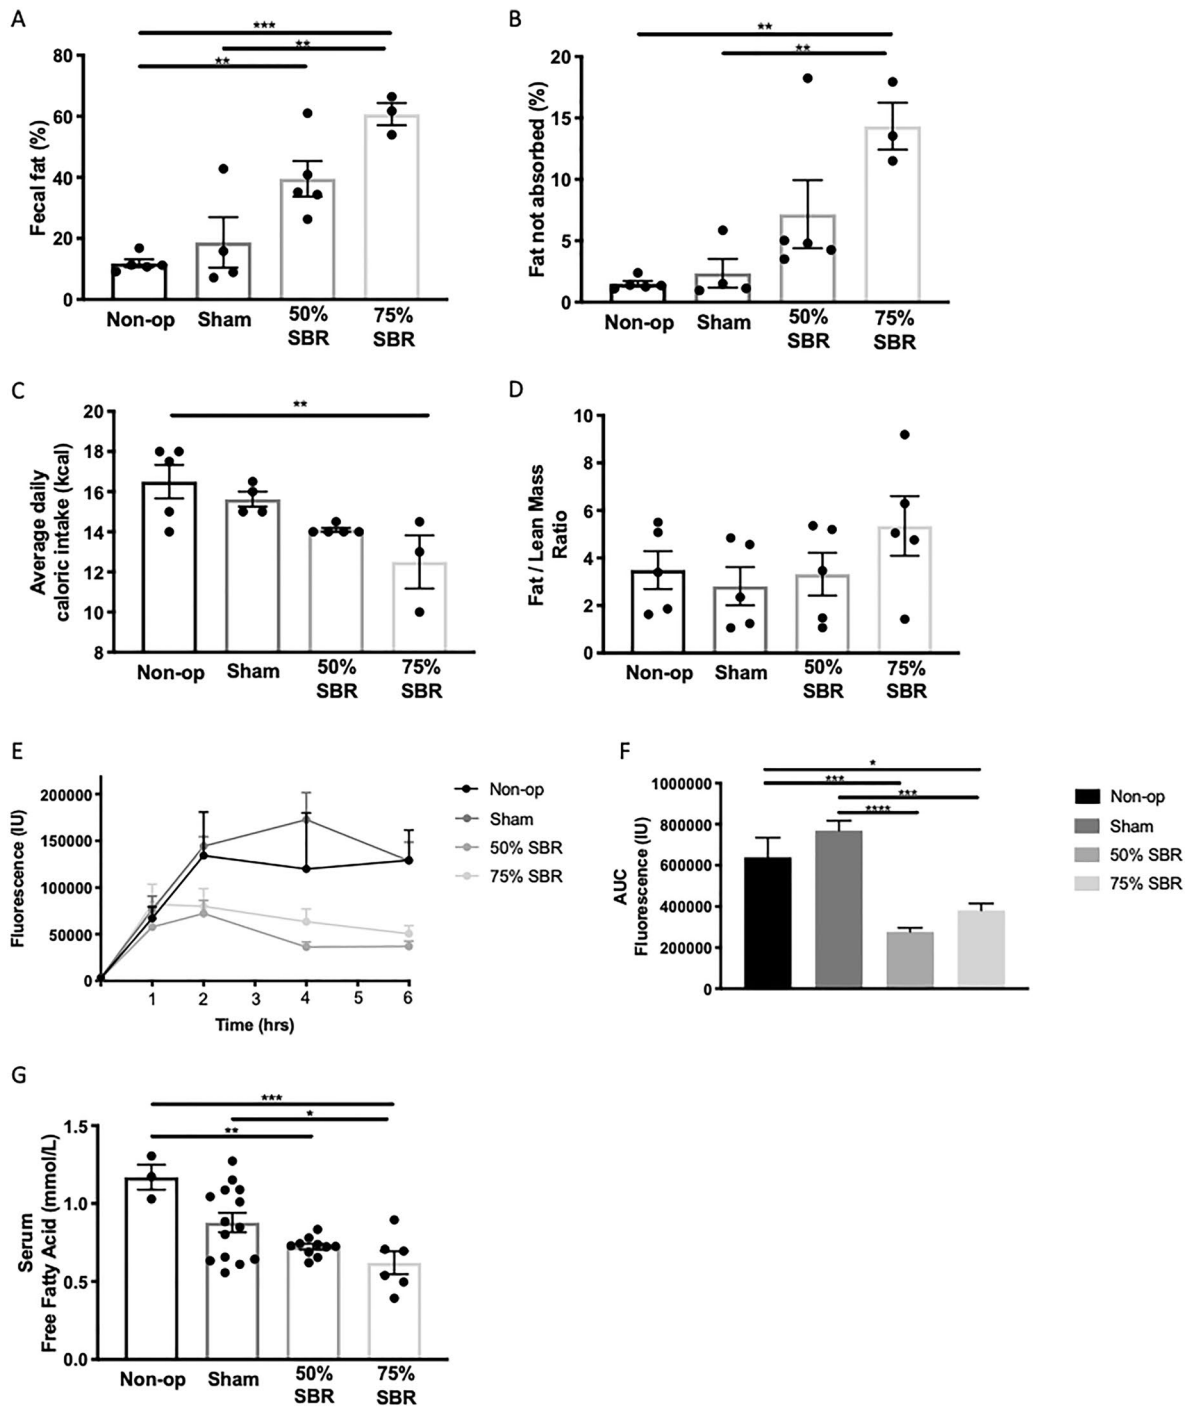 A
***
**
**
80
60
40
20
0
Fecal fat (%)
Non-op
Sham
50%
SBR
75%
SBR
B
**
**
20
15
10
5
0
Fat not absorbed (%)
Non-op
Sham
50%
SBR
75%
SBR
C
**
20
18
16
14
12
10
8
Average daily
caloric intake (kcal)
Non-op
Sham
50%
SBR
75%
SBR
D
10
8
6
4
2
0
Fat / Lean Mass
Ratio
Non-op
Sham
50%
SBR
75%
SBR
E
200000
150000
100000
50000
0
Fluorescence (IU)
1 2 3 4 5 6
Time (hrs)
Non-op
Sham
50% SBR
75% SBR
F
*
***
***
****
1000000
800000
600000
400000
200000
0
AUC
Fluorescence (IU)
Non-op
Sham
50% SBR
75% SBR
G
***
*
**
1.5
1.0
0.5
0.0
Serum
Free Fatty Acid (mmol/L)
Non-op
Sham
50%
SBR
75%
SBR